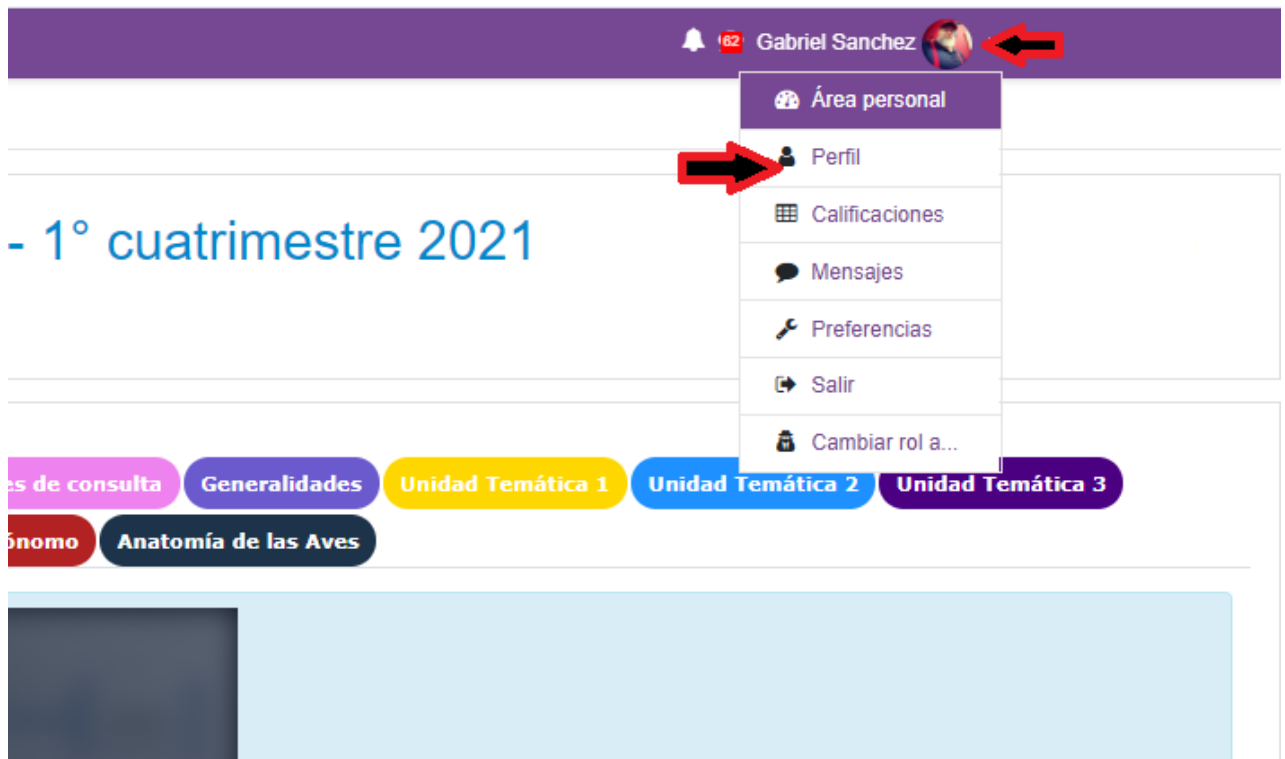 62 Gabriel Sanchez
Área personal
Perfil
- 1° cuatrimestre 2021
Calificaciones
Mensajes
Preferencias
Salir
Cambiar rol a...
es de consulta Generalidades Unidad Temática 1 Unidad Temática 2 Unidad Temática 3
ónomo Anatomía de las Aves